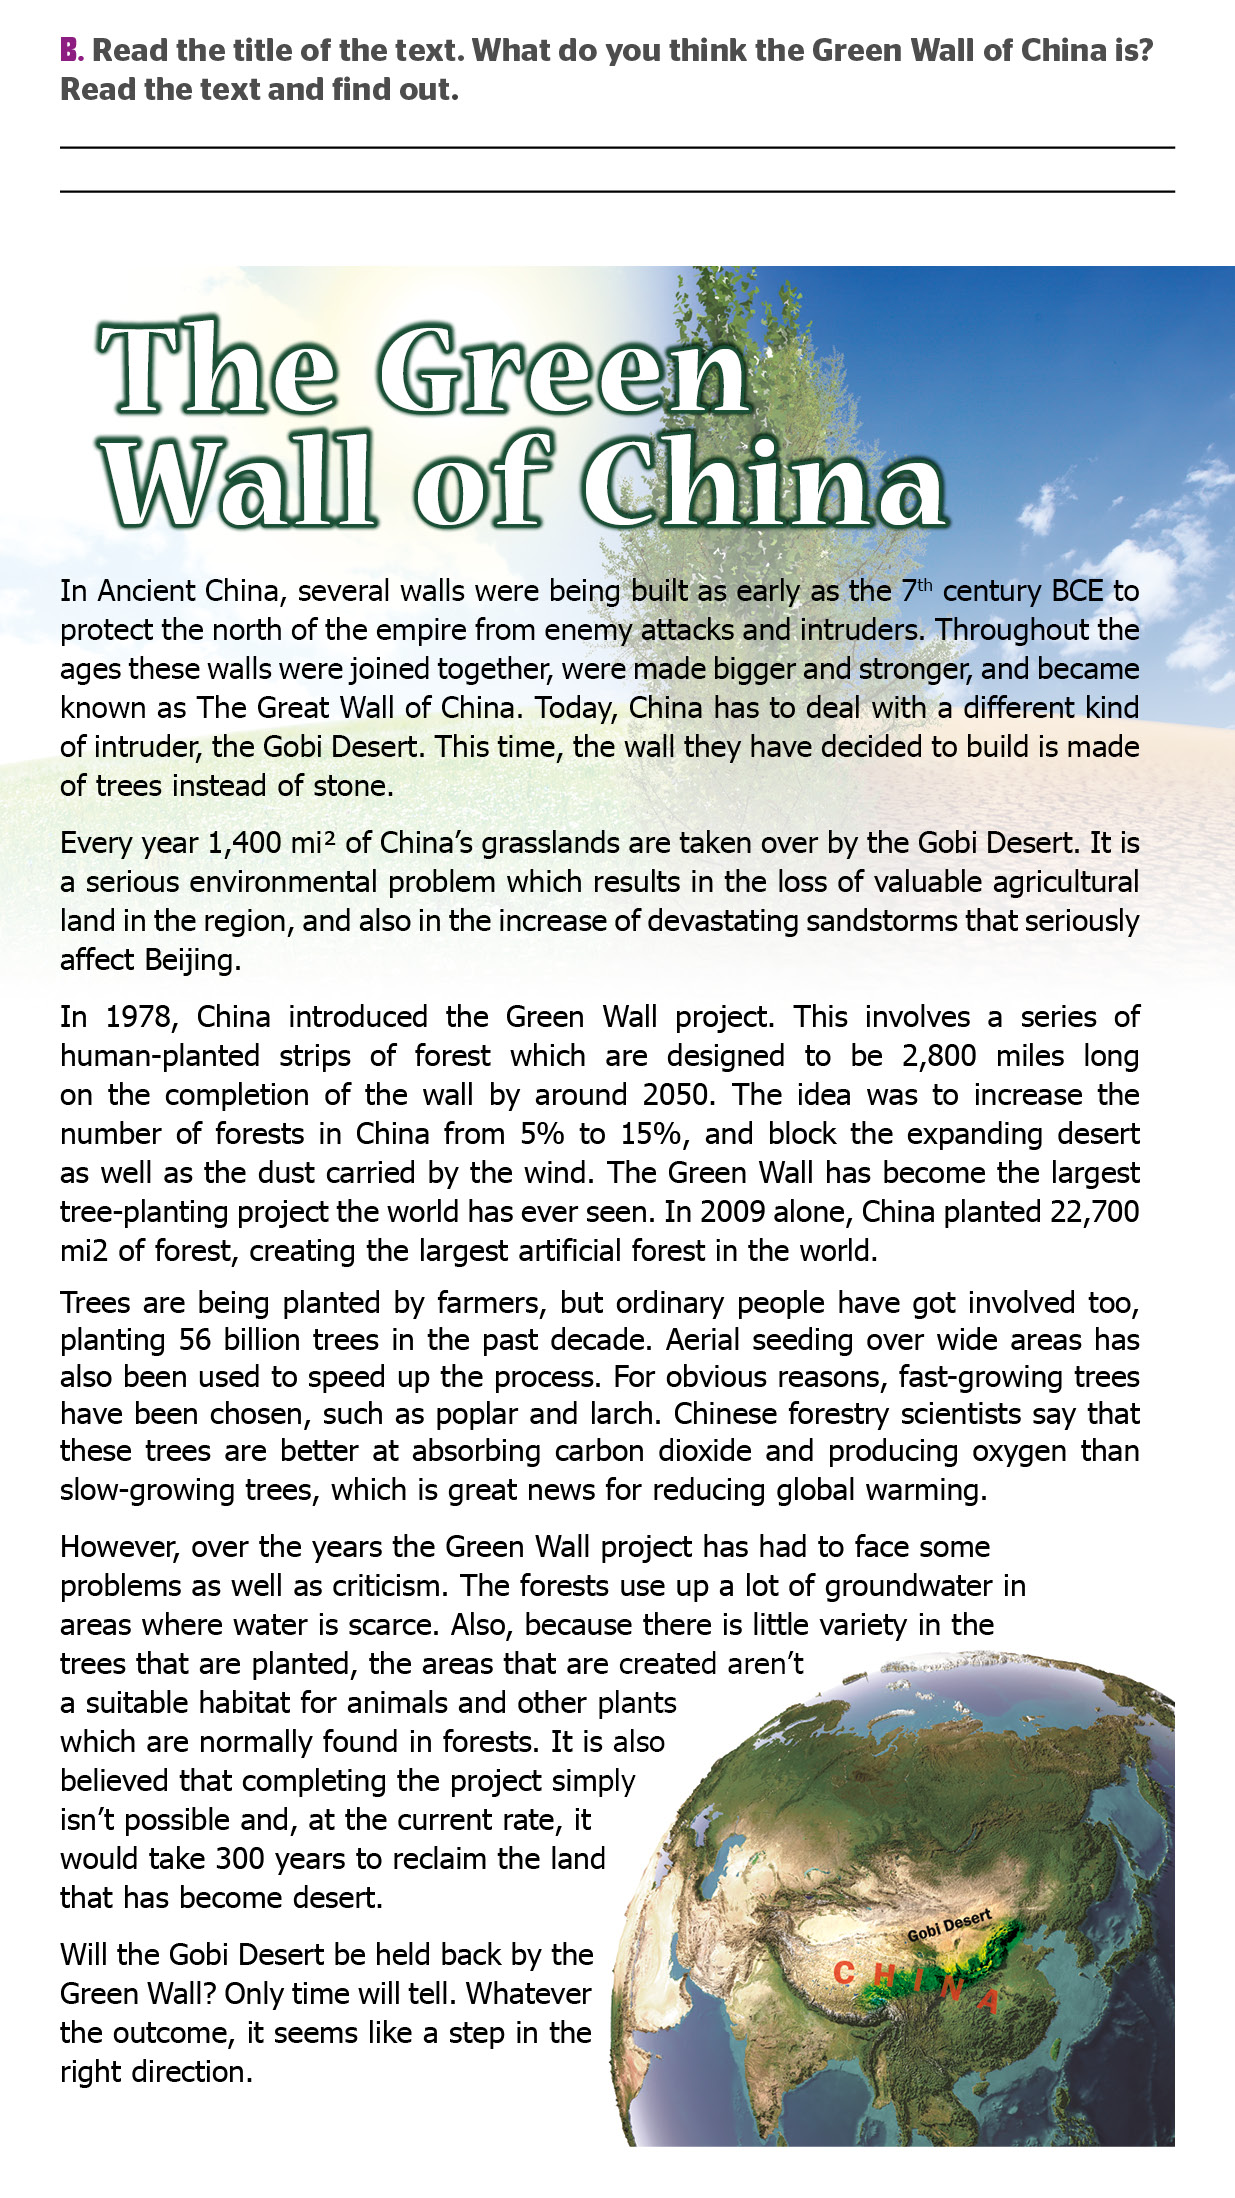 B. Read the title of the text. What do you think the Green Wall of China is?
Read the text and find out.
The Green
Wall of China
In Ancient China, several walls were being built as early as the 7th century BCE to
protect the north of the empire from enemy attacks and intruders. Throughout the
ages these walls were joined together, were made bigger and stronger, and became
known as The Great Wall of China. Today, China has to deal with a different kind
of intruder, the Gobi Desert. This time, the wall they have decided to build is made
of trees instead of stone.
Every year 1,400 mi² of China’s grasslands are taken over by the Gobi Desert. It is
a serious environmental problem which results in the loss of valuable agricultural
land in the region, and also in the increase of devastating sandstorms that seriously
affect Beijing.
In 1978, China introduced the Green Wall project. This involves a series of
human-planted strips of forest which are designed to be 2,800 miles long
on the completion of the wall by around 2050. The idea was to increase the
number of forests in China from 5% to 15%, and block the expanding desert
as well as the dust carried by the wind. The Green Wall has become the largest
tree-planting project the world has ever seen. In 2009 alone, China planted 22,700
mi2 of forest, creating the largest artificial forest in the world.
Trees are being planted by farmers, but ordinary people have got involved too,
planting 56 billion trees in the past decade. Aerial seeding over wide areas has
also been used to speed up the process. For obvious reasons, fast-growing trees
have been chosen, such as poplar and larch. Chinese forestry scientists say that
these trees are better at absorbing carbon dioxide and producing oxygen than
slow-growing trees, which is great news for reducing global warming.
However, over the years the Green Wall project has had to face some
problems as well as criticism. The forests use up a lot of groundwater in
areas where water is scarce. Also, because there is little variety in the
trees that are planted, the areas that are created aren’t
a suitable habitat for animals and other plants
which are normally found in forests. It is also
believed that completing the project simply
isn’t possible and, at the current rate, it
would take 300 years to reclaim the land
that has become desert.
Will the Gobi Desert be held back by the
Green Wall? Only time will tell. Whatever
the outcome, it seems like a step in the
right direction.
Gobi Desert
CHINA